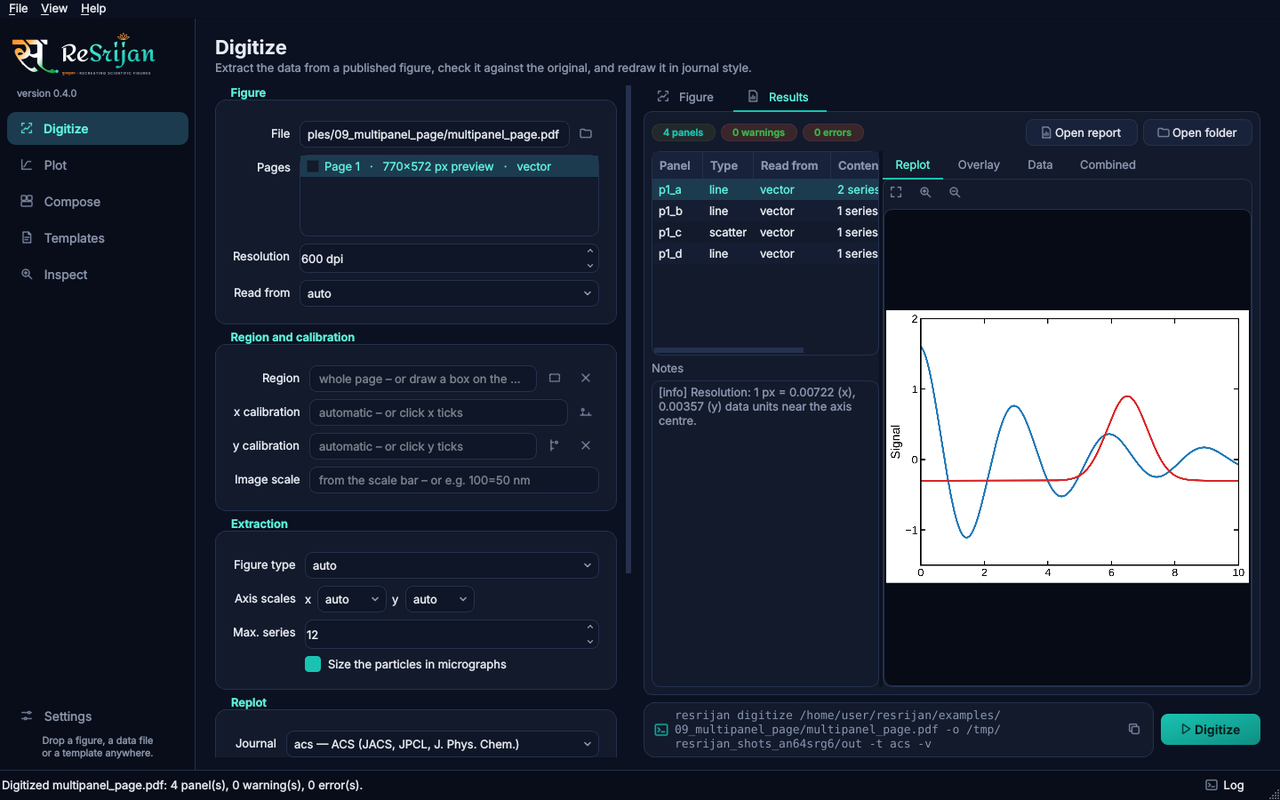 File View Help
स ReSrijan
version 0.4.0
Digitize
Plot
Compose
Templates
Inspect
Settings
Drop a figure, a data file
or a template anywhere.
Digitize
Extract the data from a published figure, check it against the original, and redraw it in journal style.
Figure
File ples/09_multipanel_page/multipanel_page.pdf
Pages Page 1 · 770×572 px preview · vector
Resolution 600 dpi
Read from auto
Region and calibration
Region whole page – or draw a box on the ...
x calibration automatic – or click x ticks
y calibration automatic – or click y ticks
Image scale from the scale bar – or e.g. 100=50 nm
Extraction
Figure type auto
Axis scales x auto y auto
Max. series 12
Size the particles in micrographs
Replot
Journal acs — ACS (JACS, JPCL, J. Phys. Chem.)
Figure Results
4 panels 0 warnings 0 errors Open report Open folder
Panel Type Read from Conten
p1_a line vector 2 series
p1_b line vector 1 series
p1_c scatter vector 1 series
p1_d line vector 1 series
Notes
[info] Resolution: 1 px = 0.00722 (x),
0.00357 (y) data units near the axis
centre.
Replot Overlay Data Combined
2
1
0
−1
Signal
0 2 4 6 8 10
resrijan digitize /home/user/resrijan/examples/
09_multipanel_page/multipanel_page.pdf -o /tmp/
resrijan_shots_an64srg6/out -t acs -v
Digitize
Digitized multipanel_page.pdf: 4 panel(s), 0 warning(s), 0 error(s).
Log